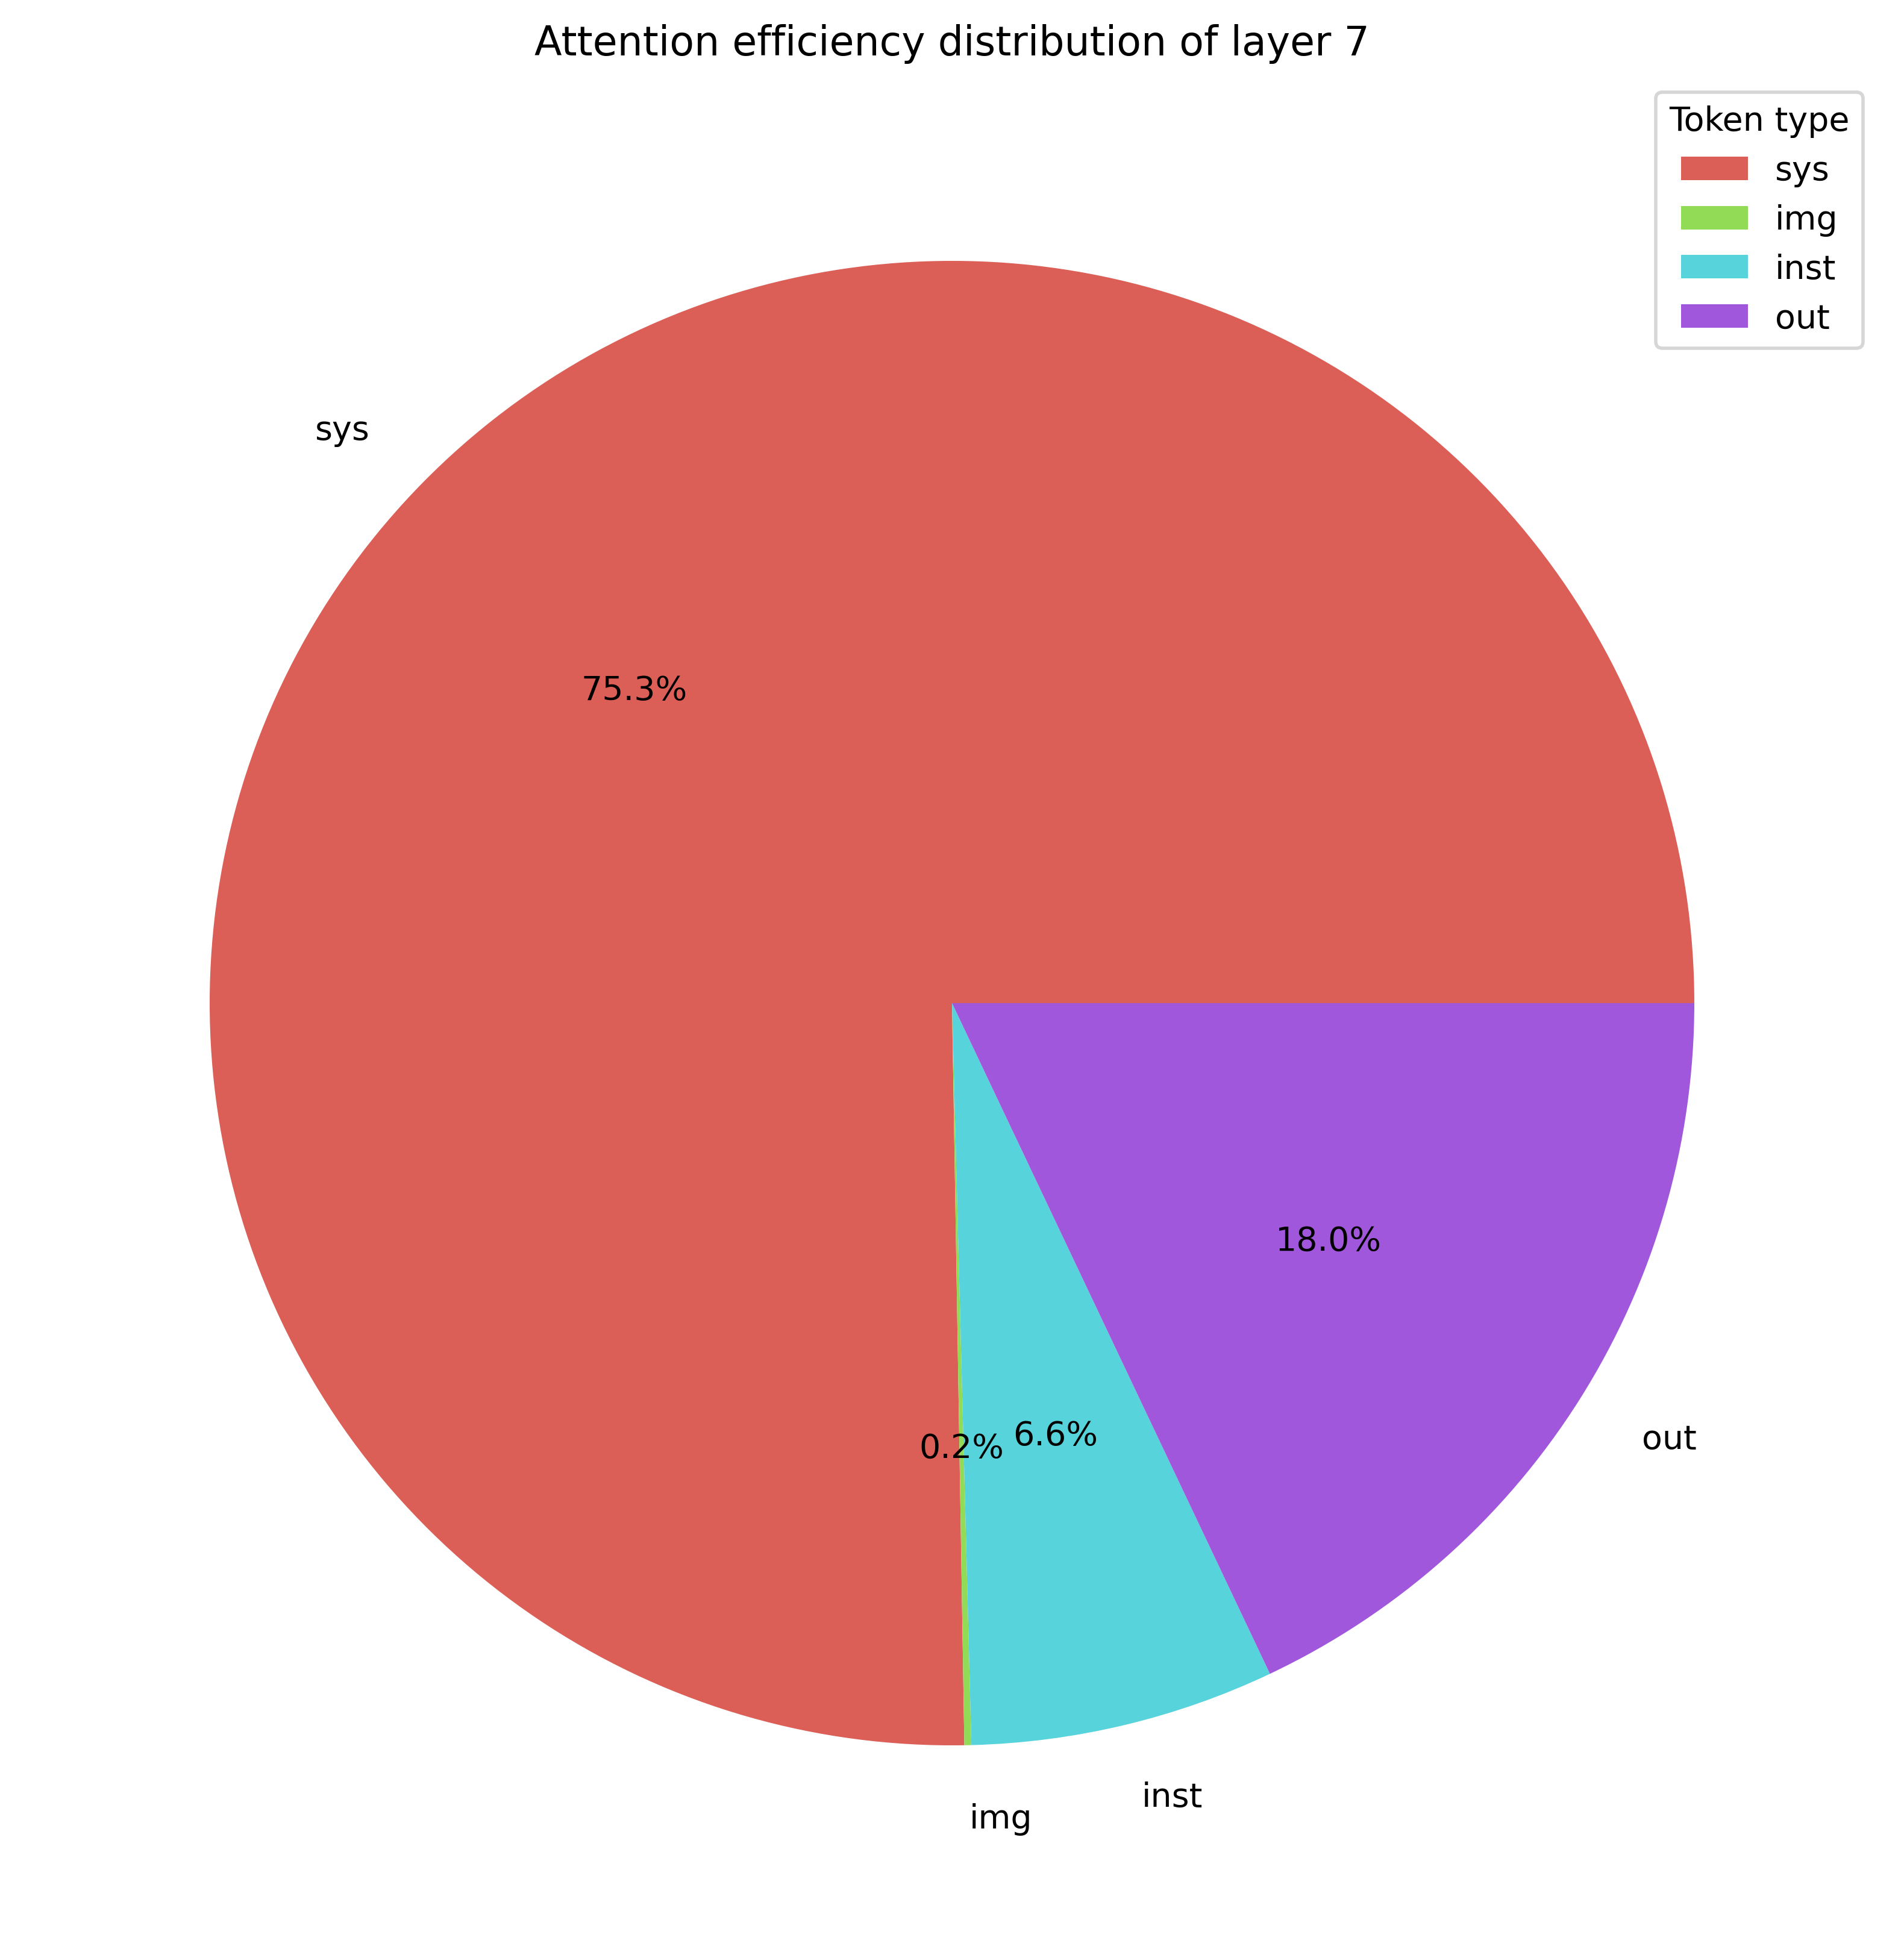 Attention efficiency distribution of layer 7
Token type
sys
img
inst
out
sys
75.3%
18.0%
0.2%
6.6%
out
inst
img